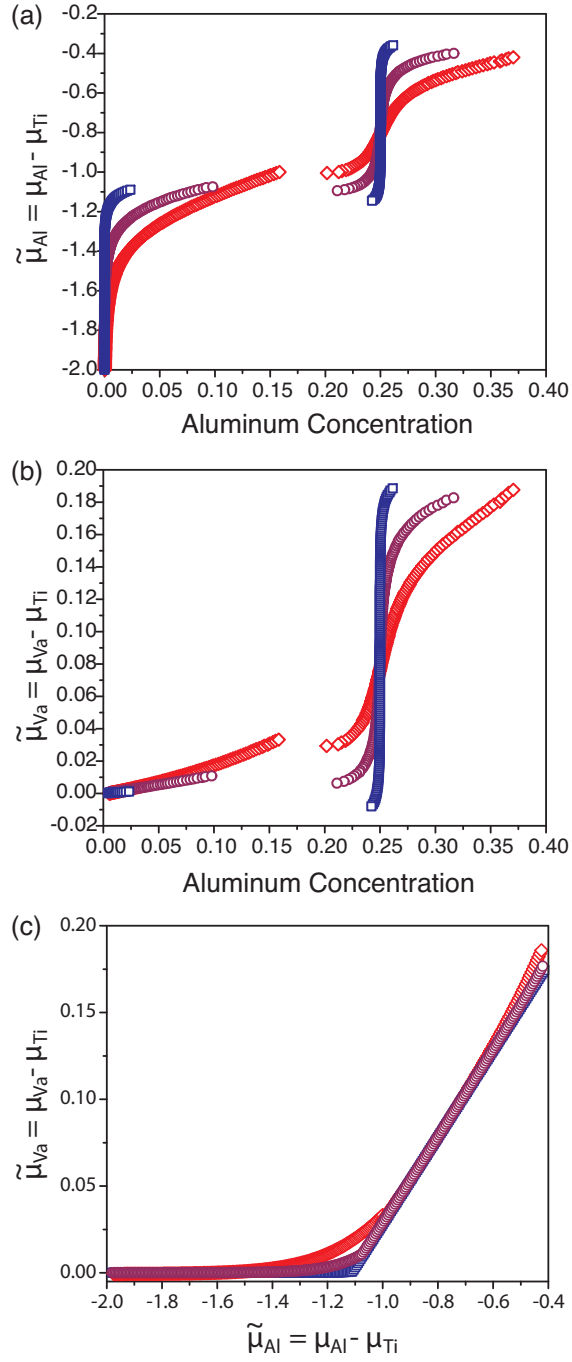 (a)
-0.2
-0.4
-0.6
-0.8
-1.0
-1.2
-1.4
-1.6
-1.8
-2.0
μ̃Al = μAl - μTi
0.00 0.05 0.10 0.15 0.20 0.25 0.30 0.35 0.40
Aluminum Concentration
(b)
0.20
0.18
0.16
0.14
0.12
0.10
0.08
0.06
0.04
0.02
0.00
-0.02
μ̃Va = μVa- μTi
0.00 0.05 0.10 0.15 0.20 0.25 0.30 0.35 0.40
Aluminum Concentration
(c)
0.20
0.15
0.10
0.05
0.00
μ̃Va = μVa- μTi
-2.0 -1.8 -1.6 -1.4 -1.2 -1.0 -0.8 -0.6 -0.4
μ̃Al = μAl - μTi